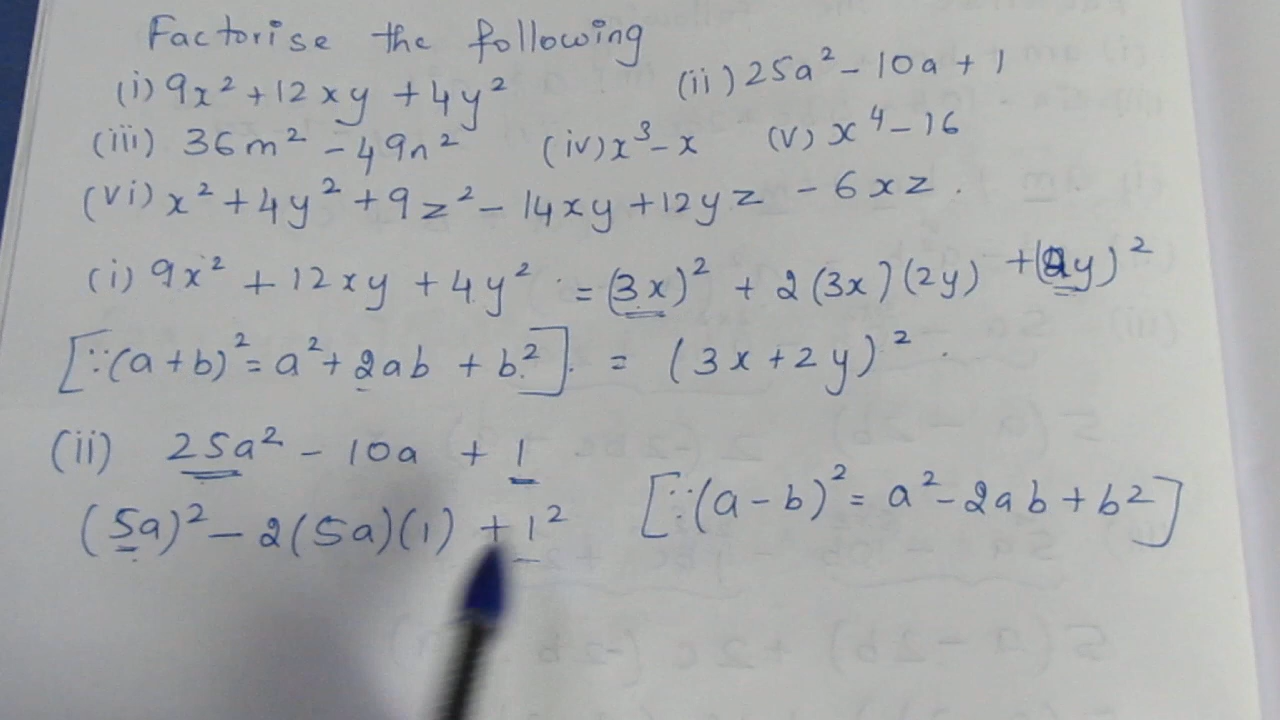 Factorise the following
(i) 9x² + 12xy + 4y² (ii) 25a² - 10a + 1
(iii) 36m² - 49n² (iv) x³ - x (v) x⁴ - 16
(vi) x² + 4y² + 9z² - 14xy + 12yz - 6xz.
(i) 9x² + 12xy + 4y² = (3x)² + 2(3x)(2y) + (2y)²
[∵ (a+b)² = a² + 2ab + b²]. = (3x+2y)².
(ii) 25a² - 10a + 1
(5a)² - 2(5a)(1) + 1² [∵ (a-b)² = a² - 2ab + b²]